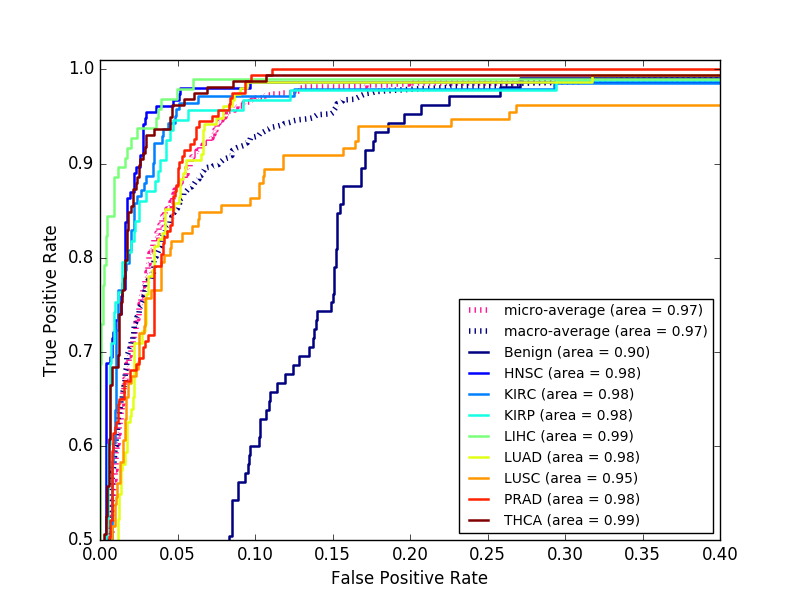 1.0
0.9
0.8
0.7
0.6
0.5
True Positive Rate
micro-average (area = 0.97)
macro-average (area = 0.97)
Benign (area = 0.90)
HNSC (area = 0.98)
KIRC (area = 0.98)
KIRP (area = 0.98)
LIHC (area = 0.99)
LUAD (area = 0.98)
LUSC (area = 0.95)
PRAD (area = 0.98)
THCA (area = 0.99)
0.00 0.05 0.10 0.15 0.20 0.25 0.30 0.35 0.40
False Positive Rate